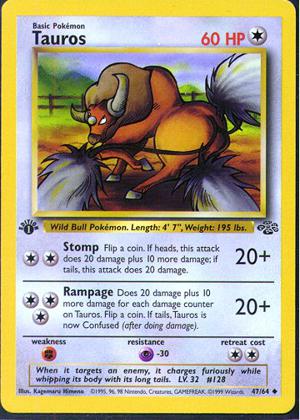 Basic Pokémon
Tauros 60 HP
1
EDITION
Wild Bull Pokémon. Length: 4' 7", Weight: 195 lbs.
Stomp Flip a coin. If heads, this attack
does 20 damage plus 10 more damage; if
tails, this attack does 20 damage.
20+
Rampage Does 20 damage plus 10
more damage for each damage counter
on Tauros. Flip a coin. If tails, Tauros is
now Confused (after doing damage).
20+
weakness resistance retreat cost
-30
When it targets an enemy, it charges furiously while
whipping its body with its long tails. LV. 32 #128
Illus. Kagemaru Himeno ©1995, 96, 98 Nintendo, Creatures, GAMEFREAK. ©1999 Wizards. 47/64